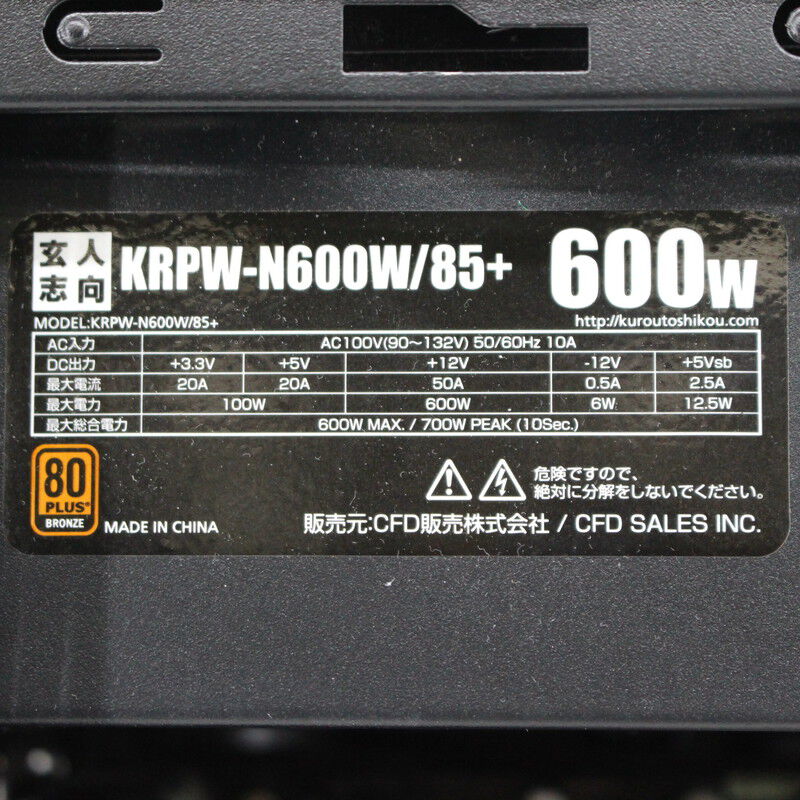 玄人
志向
KRPW-N600W/85+
600W
MODEL:KRPW-N600W/85+
http://kuroutoshikou.com
AC入力 AC100V(90～132V) 50/60Hz 10A
DC出力 +3.3V +5V +12V -12V +5Vsb
最大電流 20A 20A 50A 0.5A 2.5A
最大電力 100W 600W 6W 12.5W
最大総合電力 600W MAX. / 700W PEAK (10Sec.)
80
PLUS®
BRONZE
MADE IN CHINA
危険ですので、
絶対に分解をしないでください。
販売元:CFD販売株式会社 / CFD SALES INC.